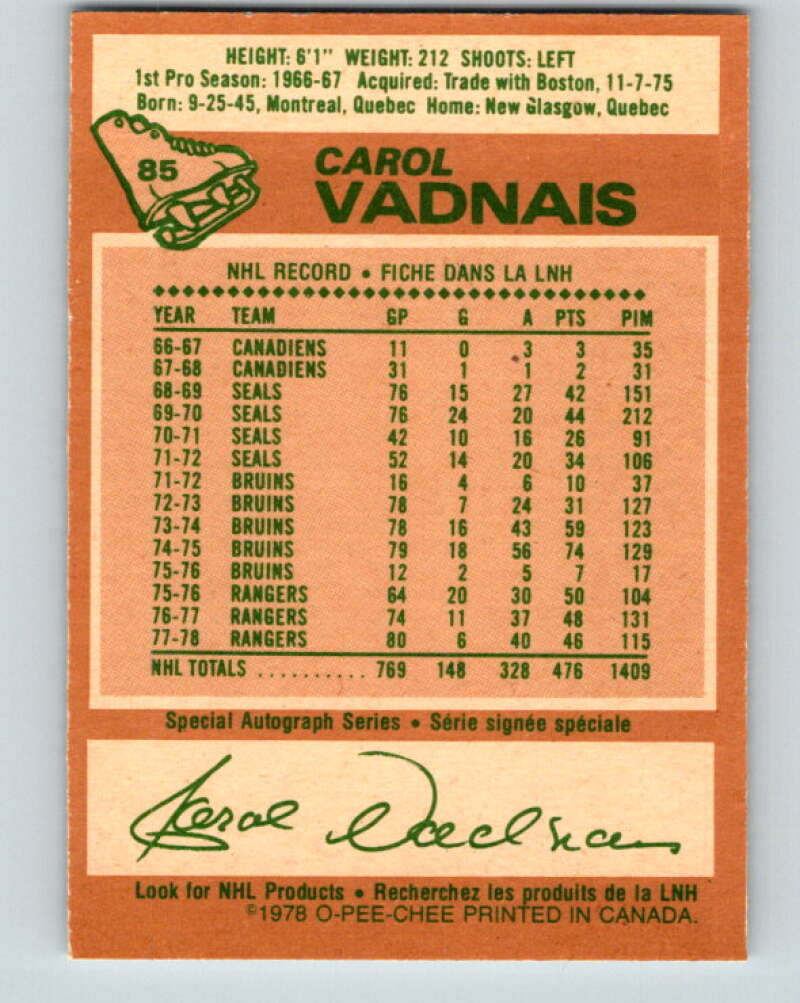 HEIGHT: 6'1" WEIGHT: 212 SHOOTS: LEFT
1st Pro Season: 1966-67 Acquired: Trade with Boston, 11-7-75
Born: 9-25-45, Montreal, Quebec Home: New Glasgow, Quebec
85
CAROL
VADNAIS
NHL RECORD • FICHE DANS LA LNH
YEAR TEAM GP G A PTS PIM
66-67 CANADIENS 11 0 3 3 35
67-68 CANADIENS 31 1 1 2 31
68-69 SEALS 76 15 27 42 151
69-70 SEALS 76 24 20 44 212
70-71 SEALS 42 10 16 26 91
71-72 SEALS 52 14 20 34 106
71-72 BRUINS 16 4 6 10 37
72-73 BRUINS 78 7 24 31 127
73-74 BRUINS 78 16 43 59 123
74-75 BRUINS 79 18 56 74 129
75-76 BRUINS 12 2 5 7 17
75-76 RANGERS 64 20 30 50 104
76-77 RANGERS 74 11 37 48 131
77-78 RANGERS 80 6 40 46 115
NHL TOTALS .......... 769 148 328 476 1409
Special Autograph Series • Série signée spéciale
Carol Vadnais
Look for NHL Products • Recherchez les produits de la LNH
©1978 O-PEE-CHEE PRINTED IN CANADA.